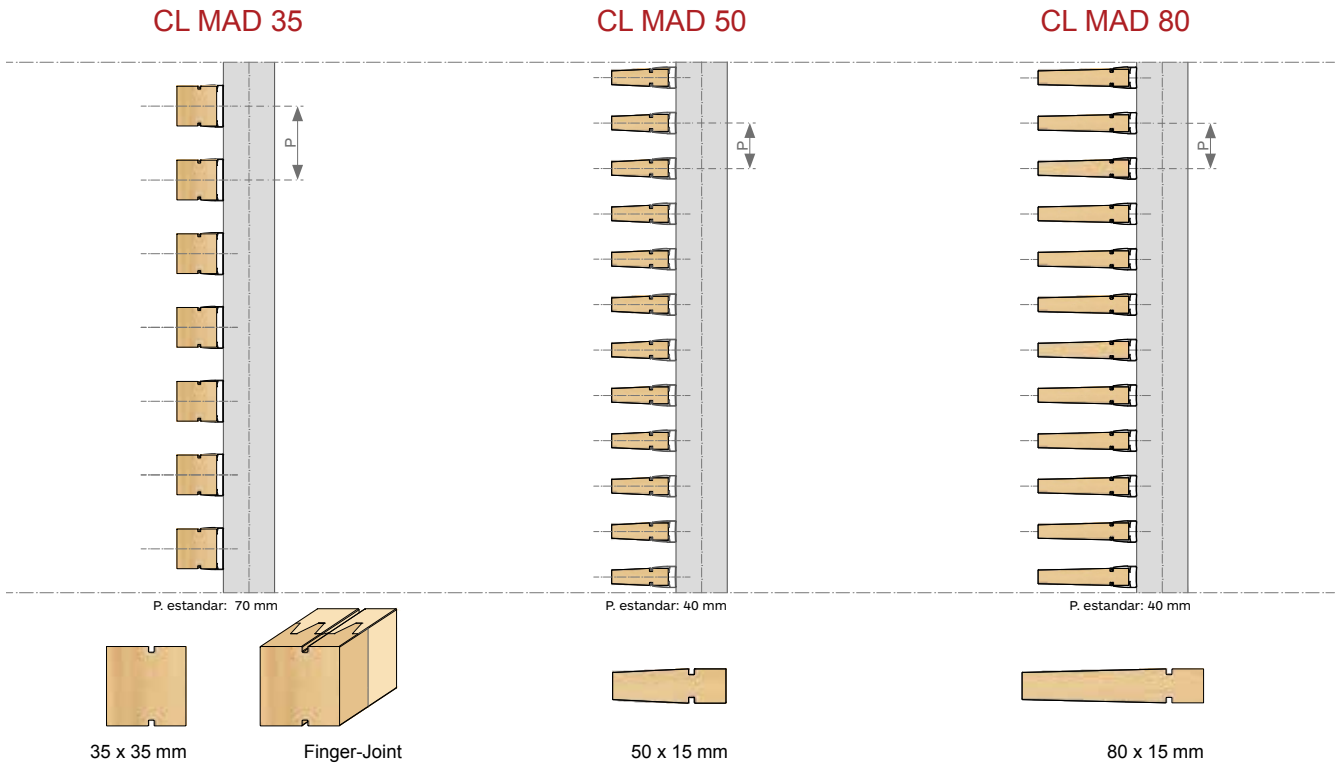 CL MAD 35
CL MAD 50
CL MAD 80
P
P
P
P. estandar: 70 mm
P. estandar: 40 mm
P. estandar: 40 mm
35 x 35 mm
Finger-Joint
50 x 15 mm
80 x 15 mm